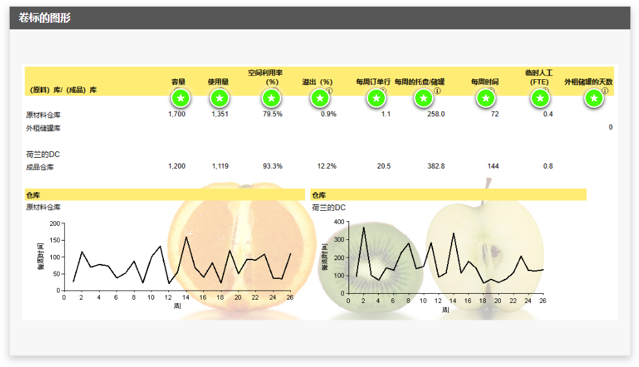 卷标的图形
（原料）库/（成品）库 容量 使用量 空间利用率（%） 溢出（%） 每周订单行 每周的托盘/储罐 每周时间 临时人工（FTE） 外租储罐的天数
原材料仓库 1,700 1,351 79.5% 0.9% 1.1 258.0 72 0.4
外租储罐库 0
荷兰的DC
成品仓库 1,200 1,119 93.3% 12.2% 20.5 382.8 144 0.8
仓库
原材料仓库
200
150
100
50
0
0 2 4 6 8 10 12 14 16 18 20 22 24 26
周
仓库
荷兰的DC
400
300
200
100
0
0 2 4 6 8 10 12 14 16 18 20 22 24 26
周